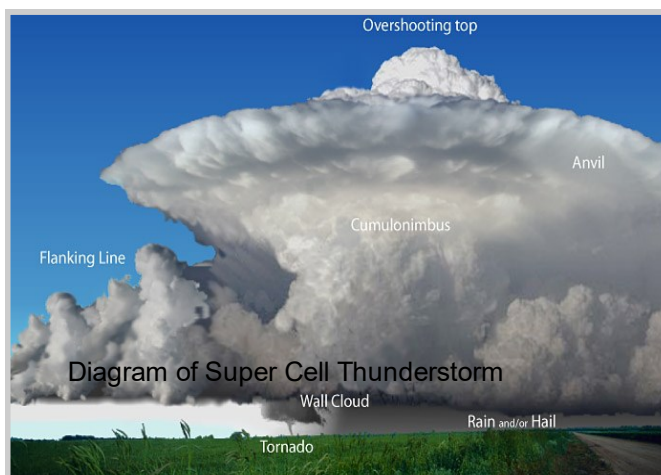 Overshooting top
Anvil
Cumulonimbus
Flanking Line
Diagram of Super Cell Thunderstorm
Wall Cloud
Rain and/or Hail
Tornado